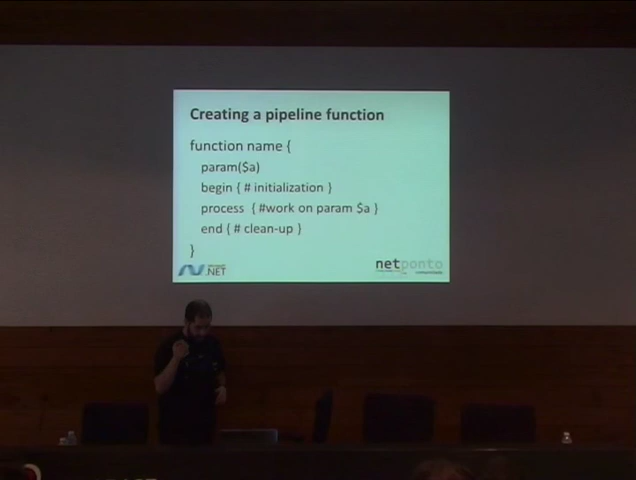 Creating a pipeline function
function name {
param($a)
begin { # initialization }
process { #work on param $a }
end { # clean-up }
}
.NET
netponto